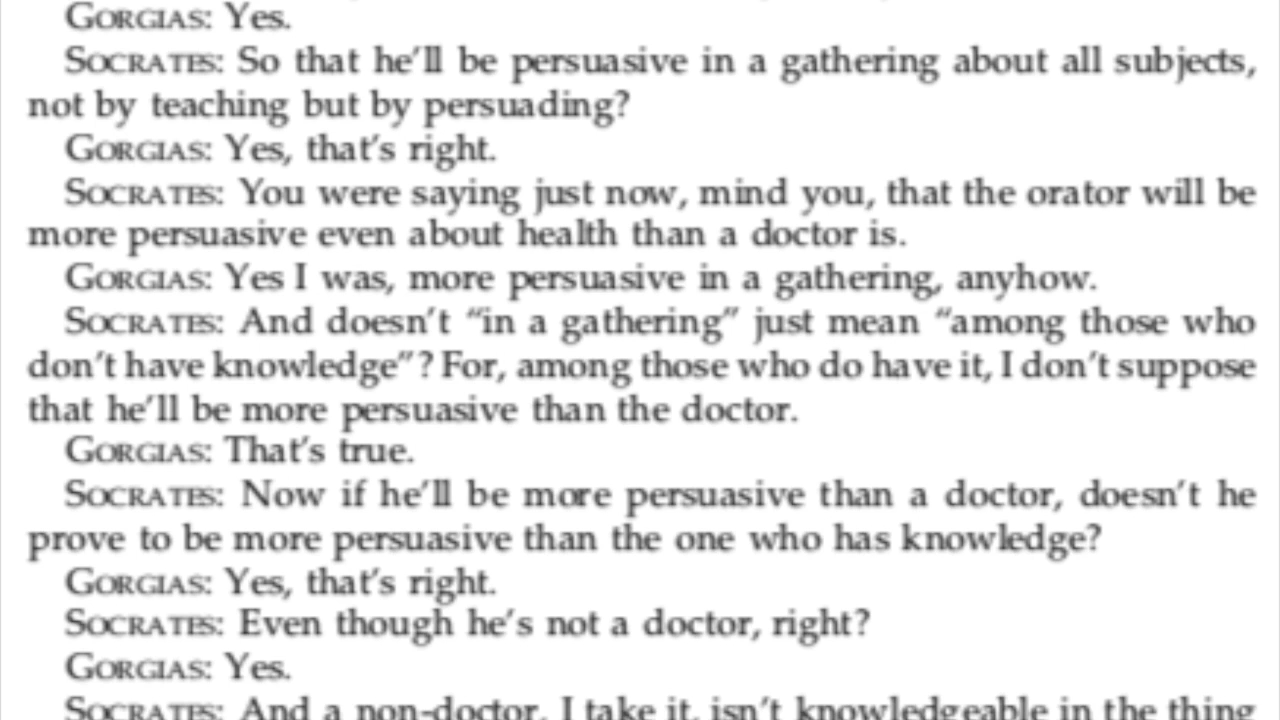 GORGIAS: Yes.
SOCRATES: So that he'll be persuasive in a gathering about all subjects,
not by teaching but by persuading?
GORGIAS: Yes, that's right.
SOCRATES: You were saying just now, mind you, that the orator will be
more persuasive even about health than a doctor is.
GORGIAS: Yes I was, more persuasive in a gathering, anyhow.
SOCRATES: And doesn't "in a gathering" just mean "among those who
don't have knowledge"? For, among those who do have it, I don't suppose
that he'll be more persuasive than the doctor.
GORGIAS: That's true.
SOCRATES: Now if he'll be more persuasive than a doctor, doesn't he
prove to be more persuasive than the one who has knowledge?
GORGIAS: Yes, that's right.
SOCRATES: Even though he's not a doctor, right?
GORGIAS: Yes.
SOCRATES: And a non-doctor, I take it, isn't knowledgeable in the thing